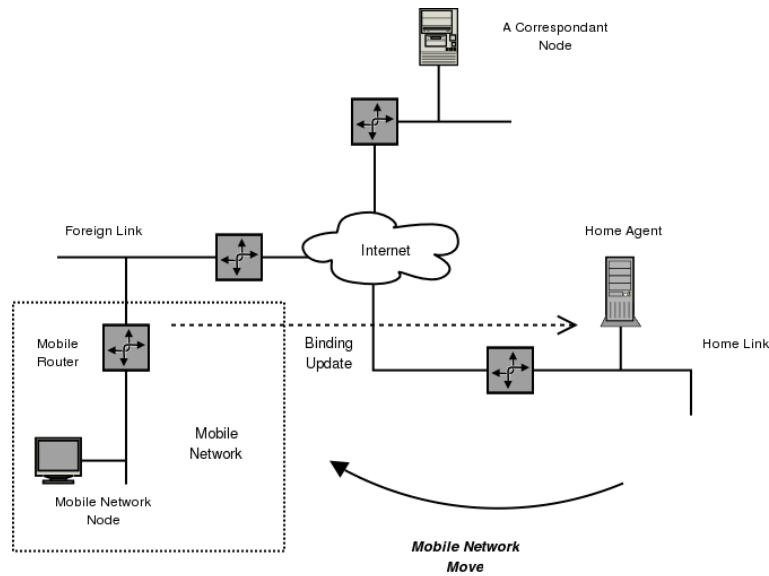 A Correspondant
Node
Foreign Link
Internet
Home Agent
Mobile
Router
Binding
Update
Home Link
Mobile
Network
Mobile Network
Node
Mobile Network
Move